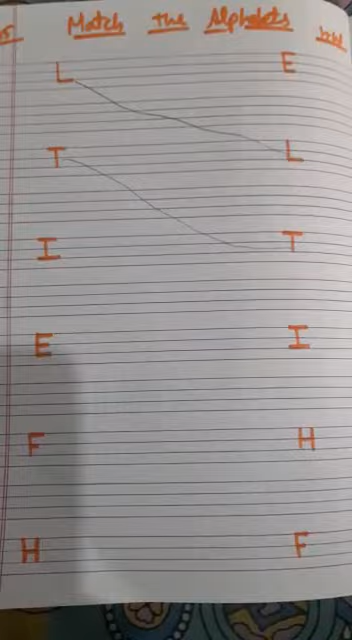 Match The Alphabets
L E
T L
I T
E I
F H
H F